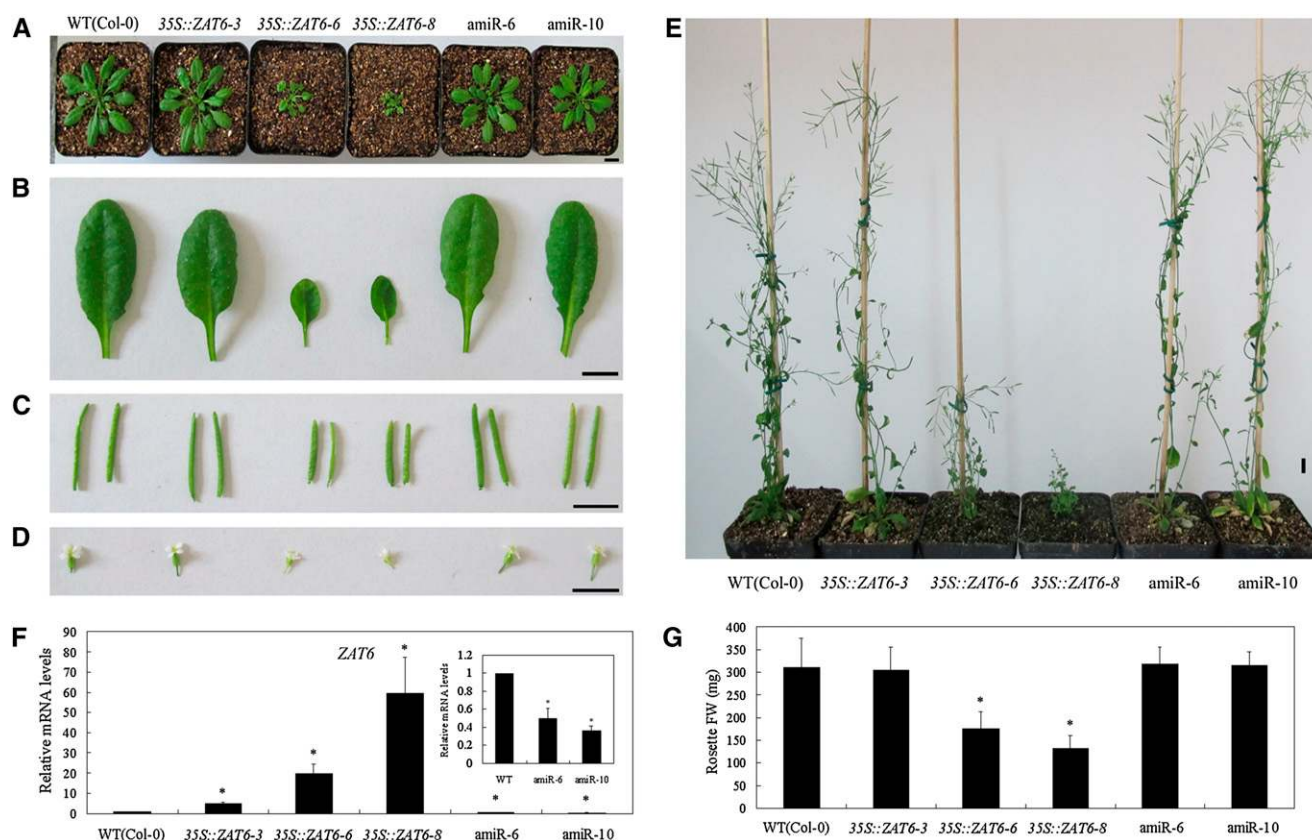 A
WT(Col-0) 35S::ZAT6-3 35S::ZAT6-6 35S::ZAT6-8 amiR-6 amiR-10
B
C
D
E
WT(Col-0) 35S::ZAT6-3 35S::ZAT6-6 35S::ZAT6-8 amiR-6 amiR-10
F
Relative mRNA levels
90
80
70
60
50
40
30
20
10
0
ZAT6
* * * * *
WT(Col-0) 35S::ZAT6-3 35S::ZAT6-6 35S::ZAT6-8 amiR-6 amiR-10
Relative mRNA levels
1.2
1
0.8
0.6
0.4
0.2
0
* *
WT amiR-6 amiR-10
G
Rosette FW (mg)
400
350
300
250
200
150
100
50
0
* *
WT(Col-0) 35S::ZAT6-3 35S::ZAT6-6 35S::ZAT6-8 amiR-6 amiR-10